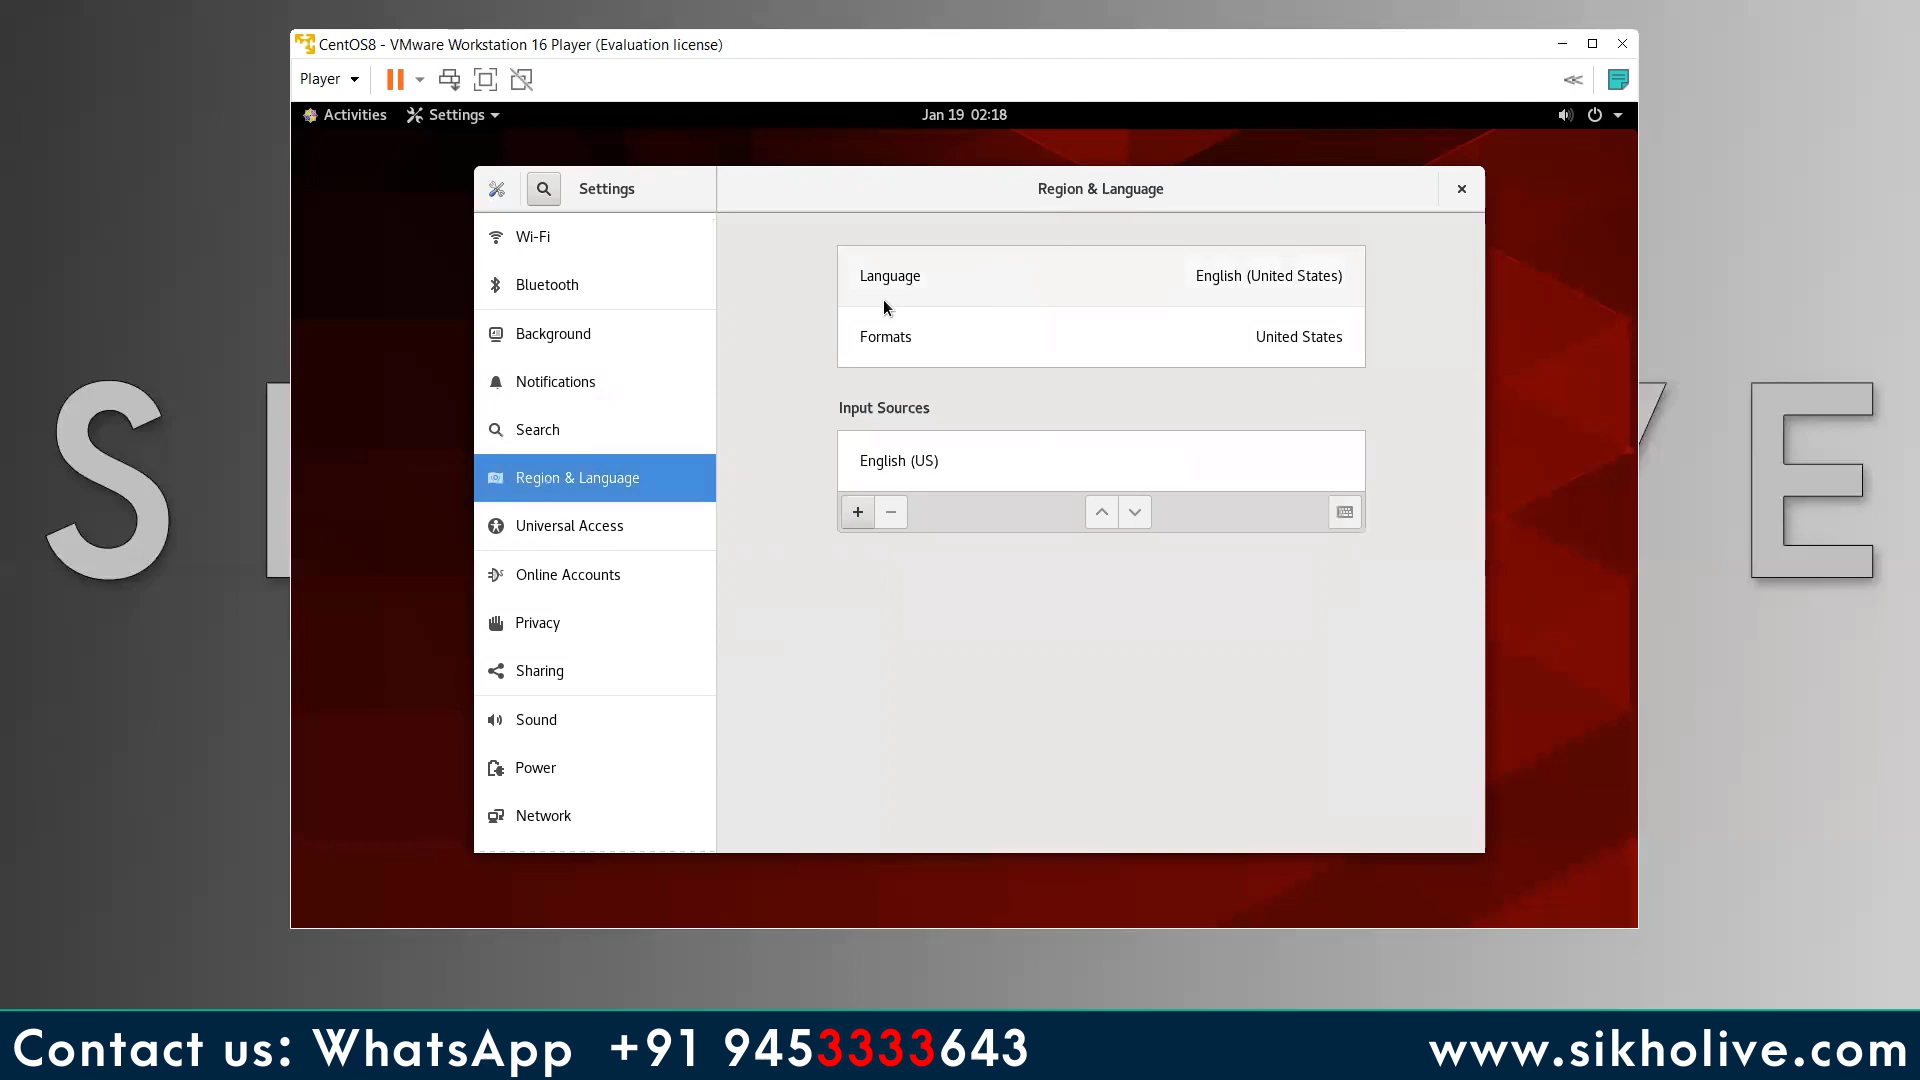 CentOS8 - VMware Workstation 16 Player (Evaluation license)
Player
Activities
Settings
Jan 19 02:18
Settings
Region & Language
Wi-Fi
Bluetooth
Background
Notifications
Search
Region & Language
Universal Access
Online Accounts
Privacy
Sharing
Sound
Power
Network
Language
English (United States)
Formats
United States
Input Sources
English (US)
S
E
Contact us: WhatsApp +91 9453333643
www.sikholive.com